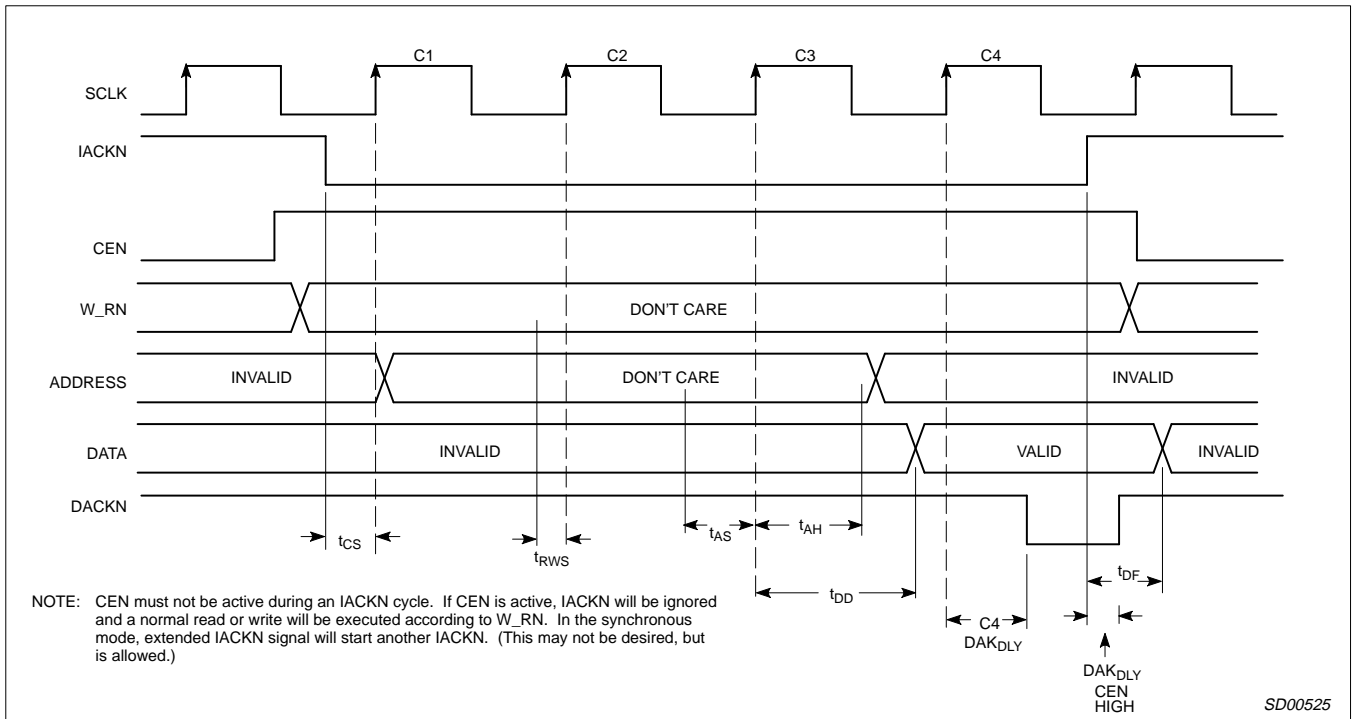 C1 C2 C3 C4
SCLK
IACKN
CEN
W_RN DON'T CARE
ADDRESS INVALID DON'T CARE INVALID
DATA INVALID VALID INVALID
DACKN
tCS tRWS tAS tAH tDD tDF
C4
DAKDLY
DAKDLY
CEN
HIGH
NOTE: CEN must not be active during an IACKN cycle. If CEN is active, IACKN will be ignored
and a normal read or write will be executed according to W_RN. In the synchronous
mode, extended IACKN signal will start another IACKN. (This may not be desired, but
is allowed.)
SD00525